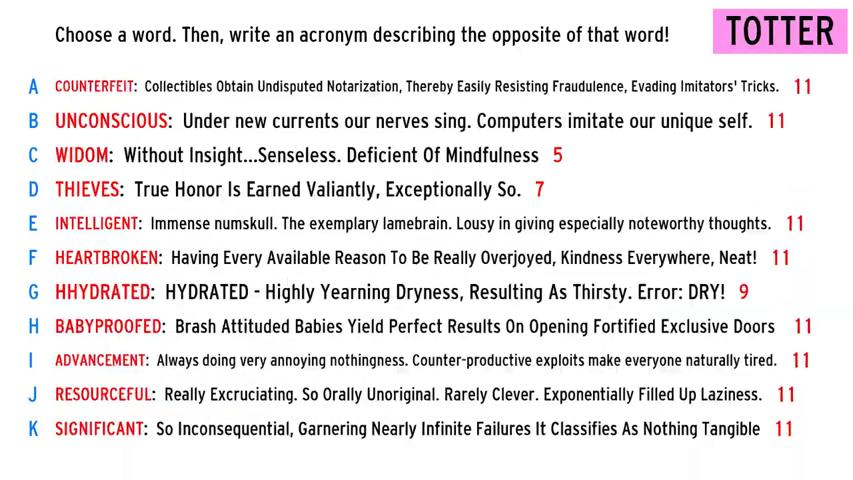 Choose a word. Then, write an acronym describing the opposite of that word!
TOTTER
A COUNTERFEIT: Collectibles Obtain Undisputed Notarization, Thereby Easily Resisting Fraudulence, Evading Imitators' Tricks. 11
B UNCONSCIOUS: Under new currents our nerves sing. Computers imitate our unique self. 11
C WIDOM: Without Insight...Senseless. Deficient Of Mindfulness 5
D THIEVES: True Honor Is Earned Valiantly, Exceptionally So. 7
E INTELLIGENT: Immense numskull. The exemplary lamebrain. Lousy in giving especially noteworthy thoughts. 11
F HEARTBROKEN: Having Every Available Reason To Be Really Overjoyed, Kindness Everywhere, Neat! 11
G HHYDRATED: HYDRATED - Highly Yearning Dryness, Resulting As Thirsty. Error: DRY! 9
H BABYPROOFED: Brash Attituded Babies Yield Perfect Results On Opening Fortified Exclusive Doors 11
I ADVANCEMENT: Always doing very annoying nothingness. Counter-productive exploits make everyone naturally tired. 11
J RESOURCEFUL: Really Excruciating. So Orally Unoriginal. Rarely Clever. Exponentially Filled Up Laziness. 11
K SIGNIFICANT: So Inconsequential, Garnering Nearly Infinite Failures It Classifies As Nothing Tangible 11